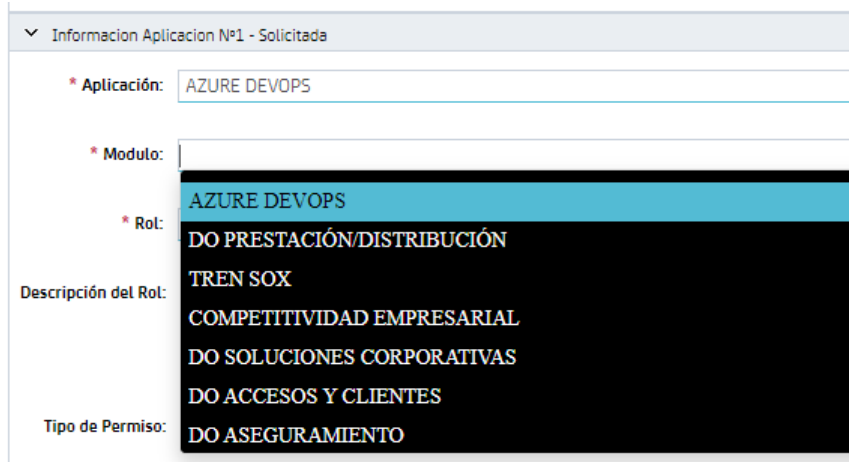 Informacion Aplicacion Nº1 - Solicitada
* Aplicación: AZURE DEVOPS
* Modulo:
AZURE DEVOPS
* Rol:
DO PRESTACIÓN/DISTRIBUCIÓN
TREN SOX
Descripción del Rol:
COMPETITIVIDAD EMPRESARIAL
DO SOLUCIONES CORPORATIVAS
DO ACCESOS Y CLIENTES
Tipo de Permiso:
DO ASEGURAMIENTO